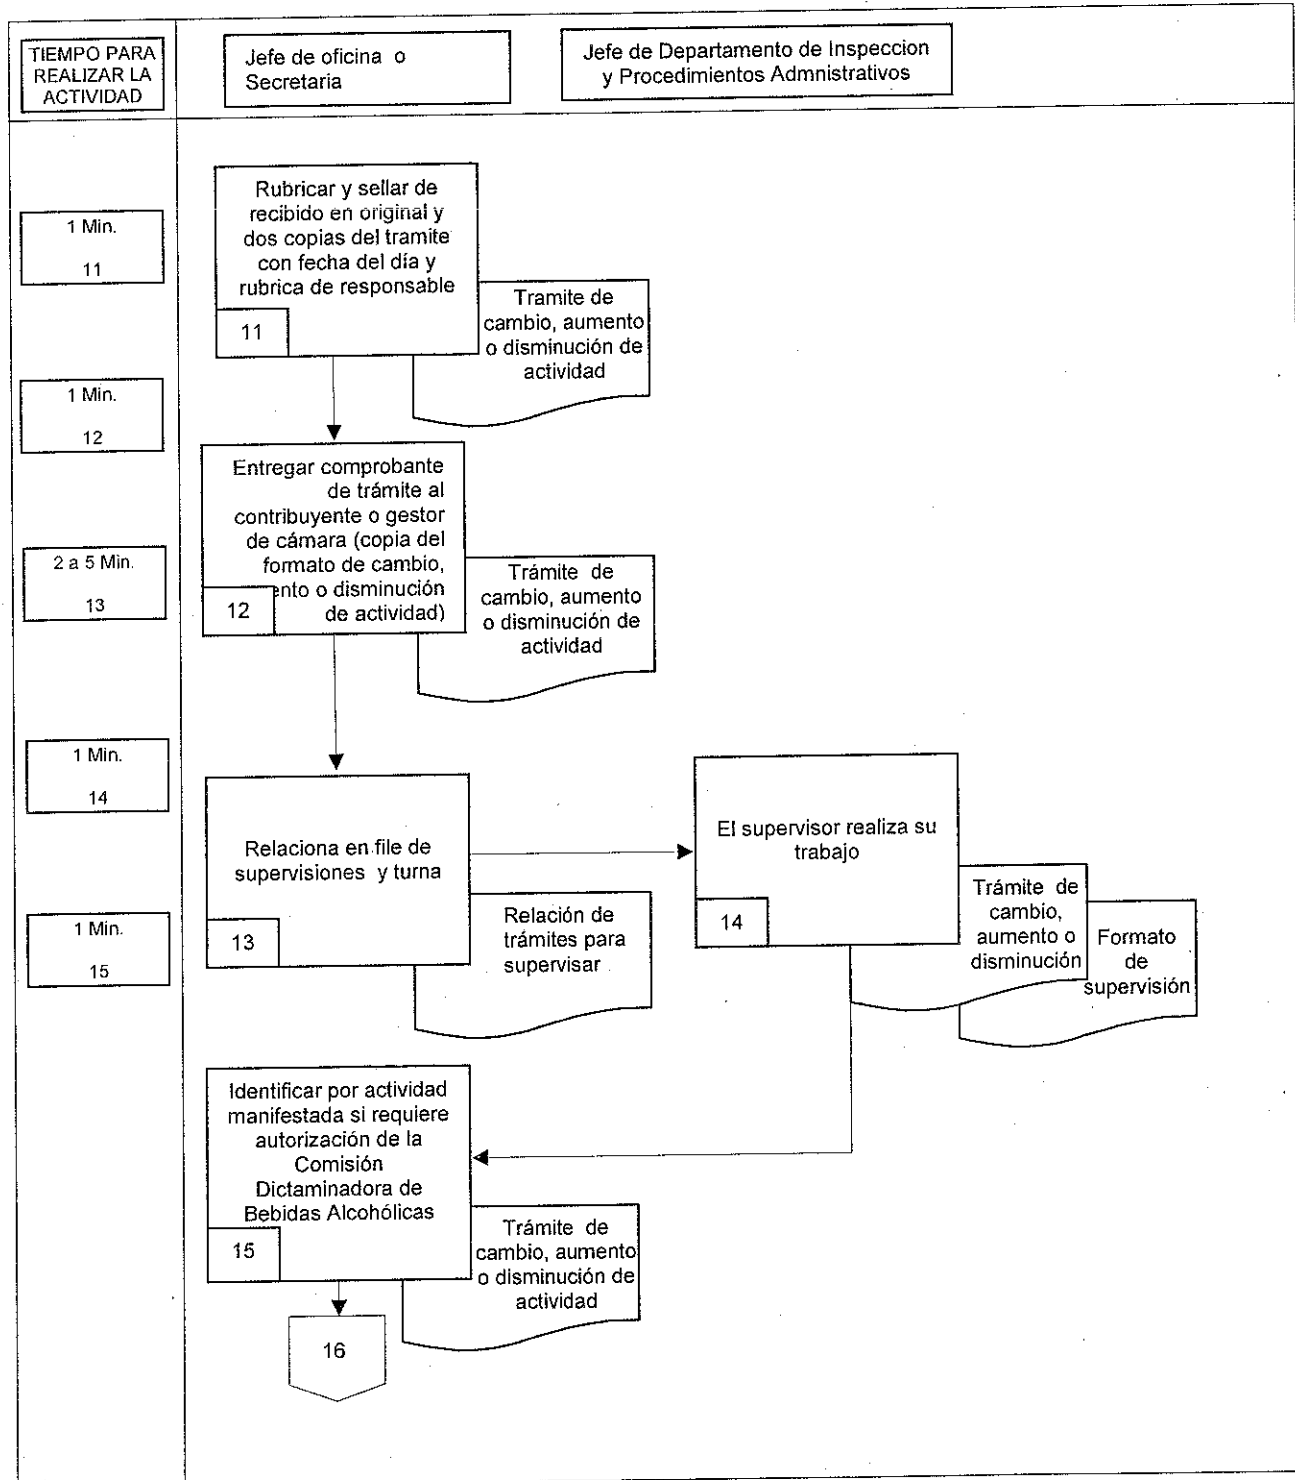 TIEMPO PARA
REALIZAR LA
ACTIVIDAD
Jefe de oficina o
Secretaria
Jefe de Departamento de Inspeccion
y Procedimientos Admnistrativos
1 Min.
11
Rubricar y sellar de
recibido en original y
dos copias del tramite
con fecha del día y
rubrica de responsable
11
Tramite de
cambio, aumento
o disminución de
actividad
1 Min.
12
Entregar comprobante
de trámite al
contribuyente o gestor
de cámara (copia del
formato de cambio,
ento o disminución
de actividad)
12
Trámite de
cambio, aumento
o disminución de
actividad
2 a 5 Min.
13
1 Min.
14
Relaciona en file de
supervisiones y turna
13
Relación de
trámites para
supervisar
El supervisor realiza su
trabajo
14
Trámite de
cambio,
aumento o
disminución
Formato
de
supervisión
1 Min.
15
Identificar por actividad
manifestada si requiere
autorización de la
Comisión
Dictaminadora de
Bebidas Alcohólicas
15
Trámite de
cambio, aumento
o disminución de
actividad
16